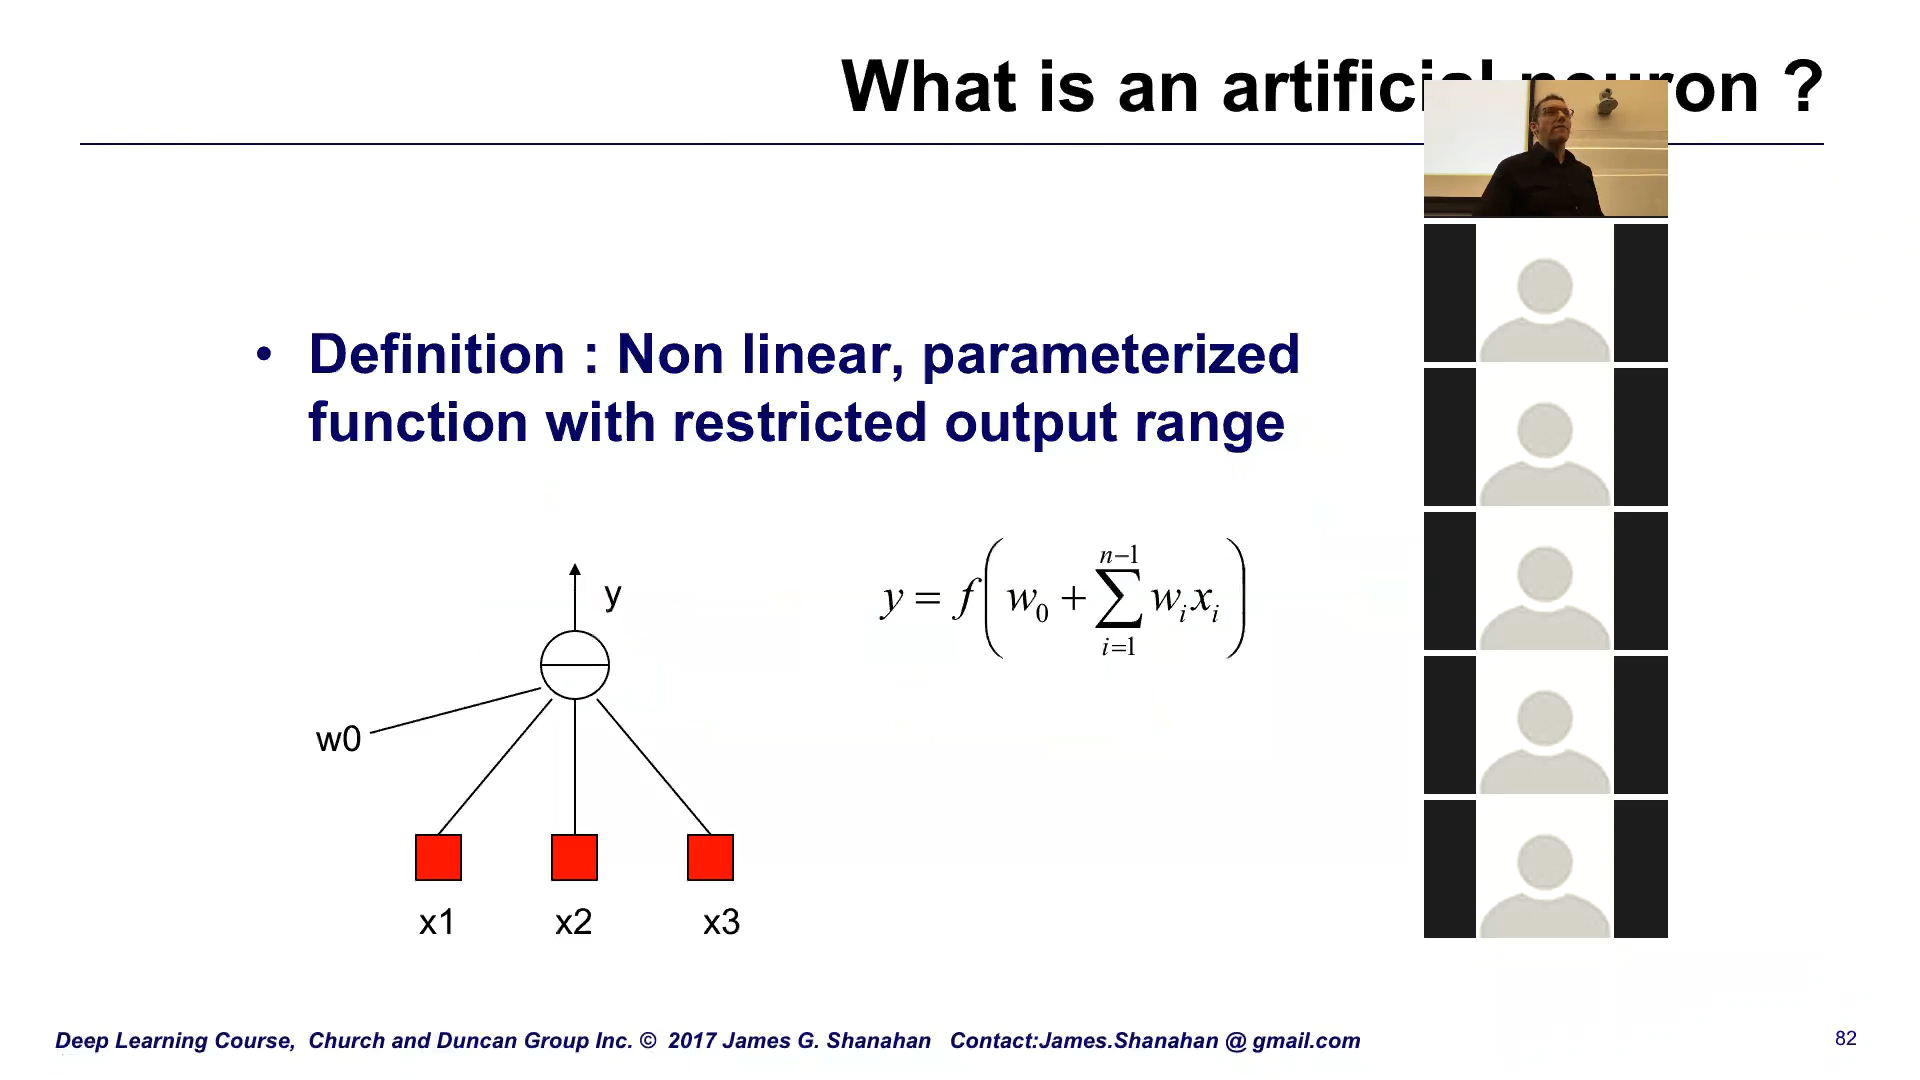 What is an artificial neuron ?
• Definition : Non linear, parameterized
function with restricted output range
y = f( w0 + ∑ i=1 n−1 wi xi )
y
w0
x1 x2 x3
Deep Learning Course, Church and Duncan Group Inc. © 2017 James G. Shanahan Contact:James.Shanahan @ gmail.com
82